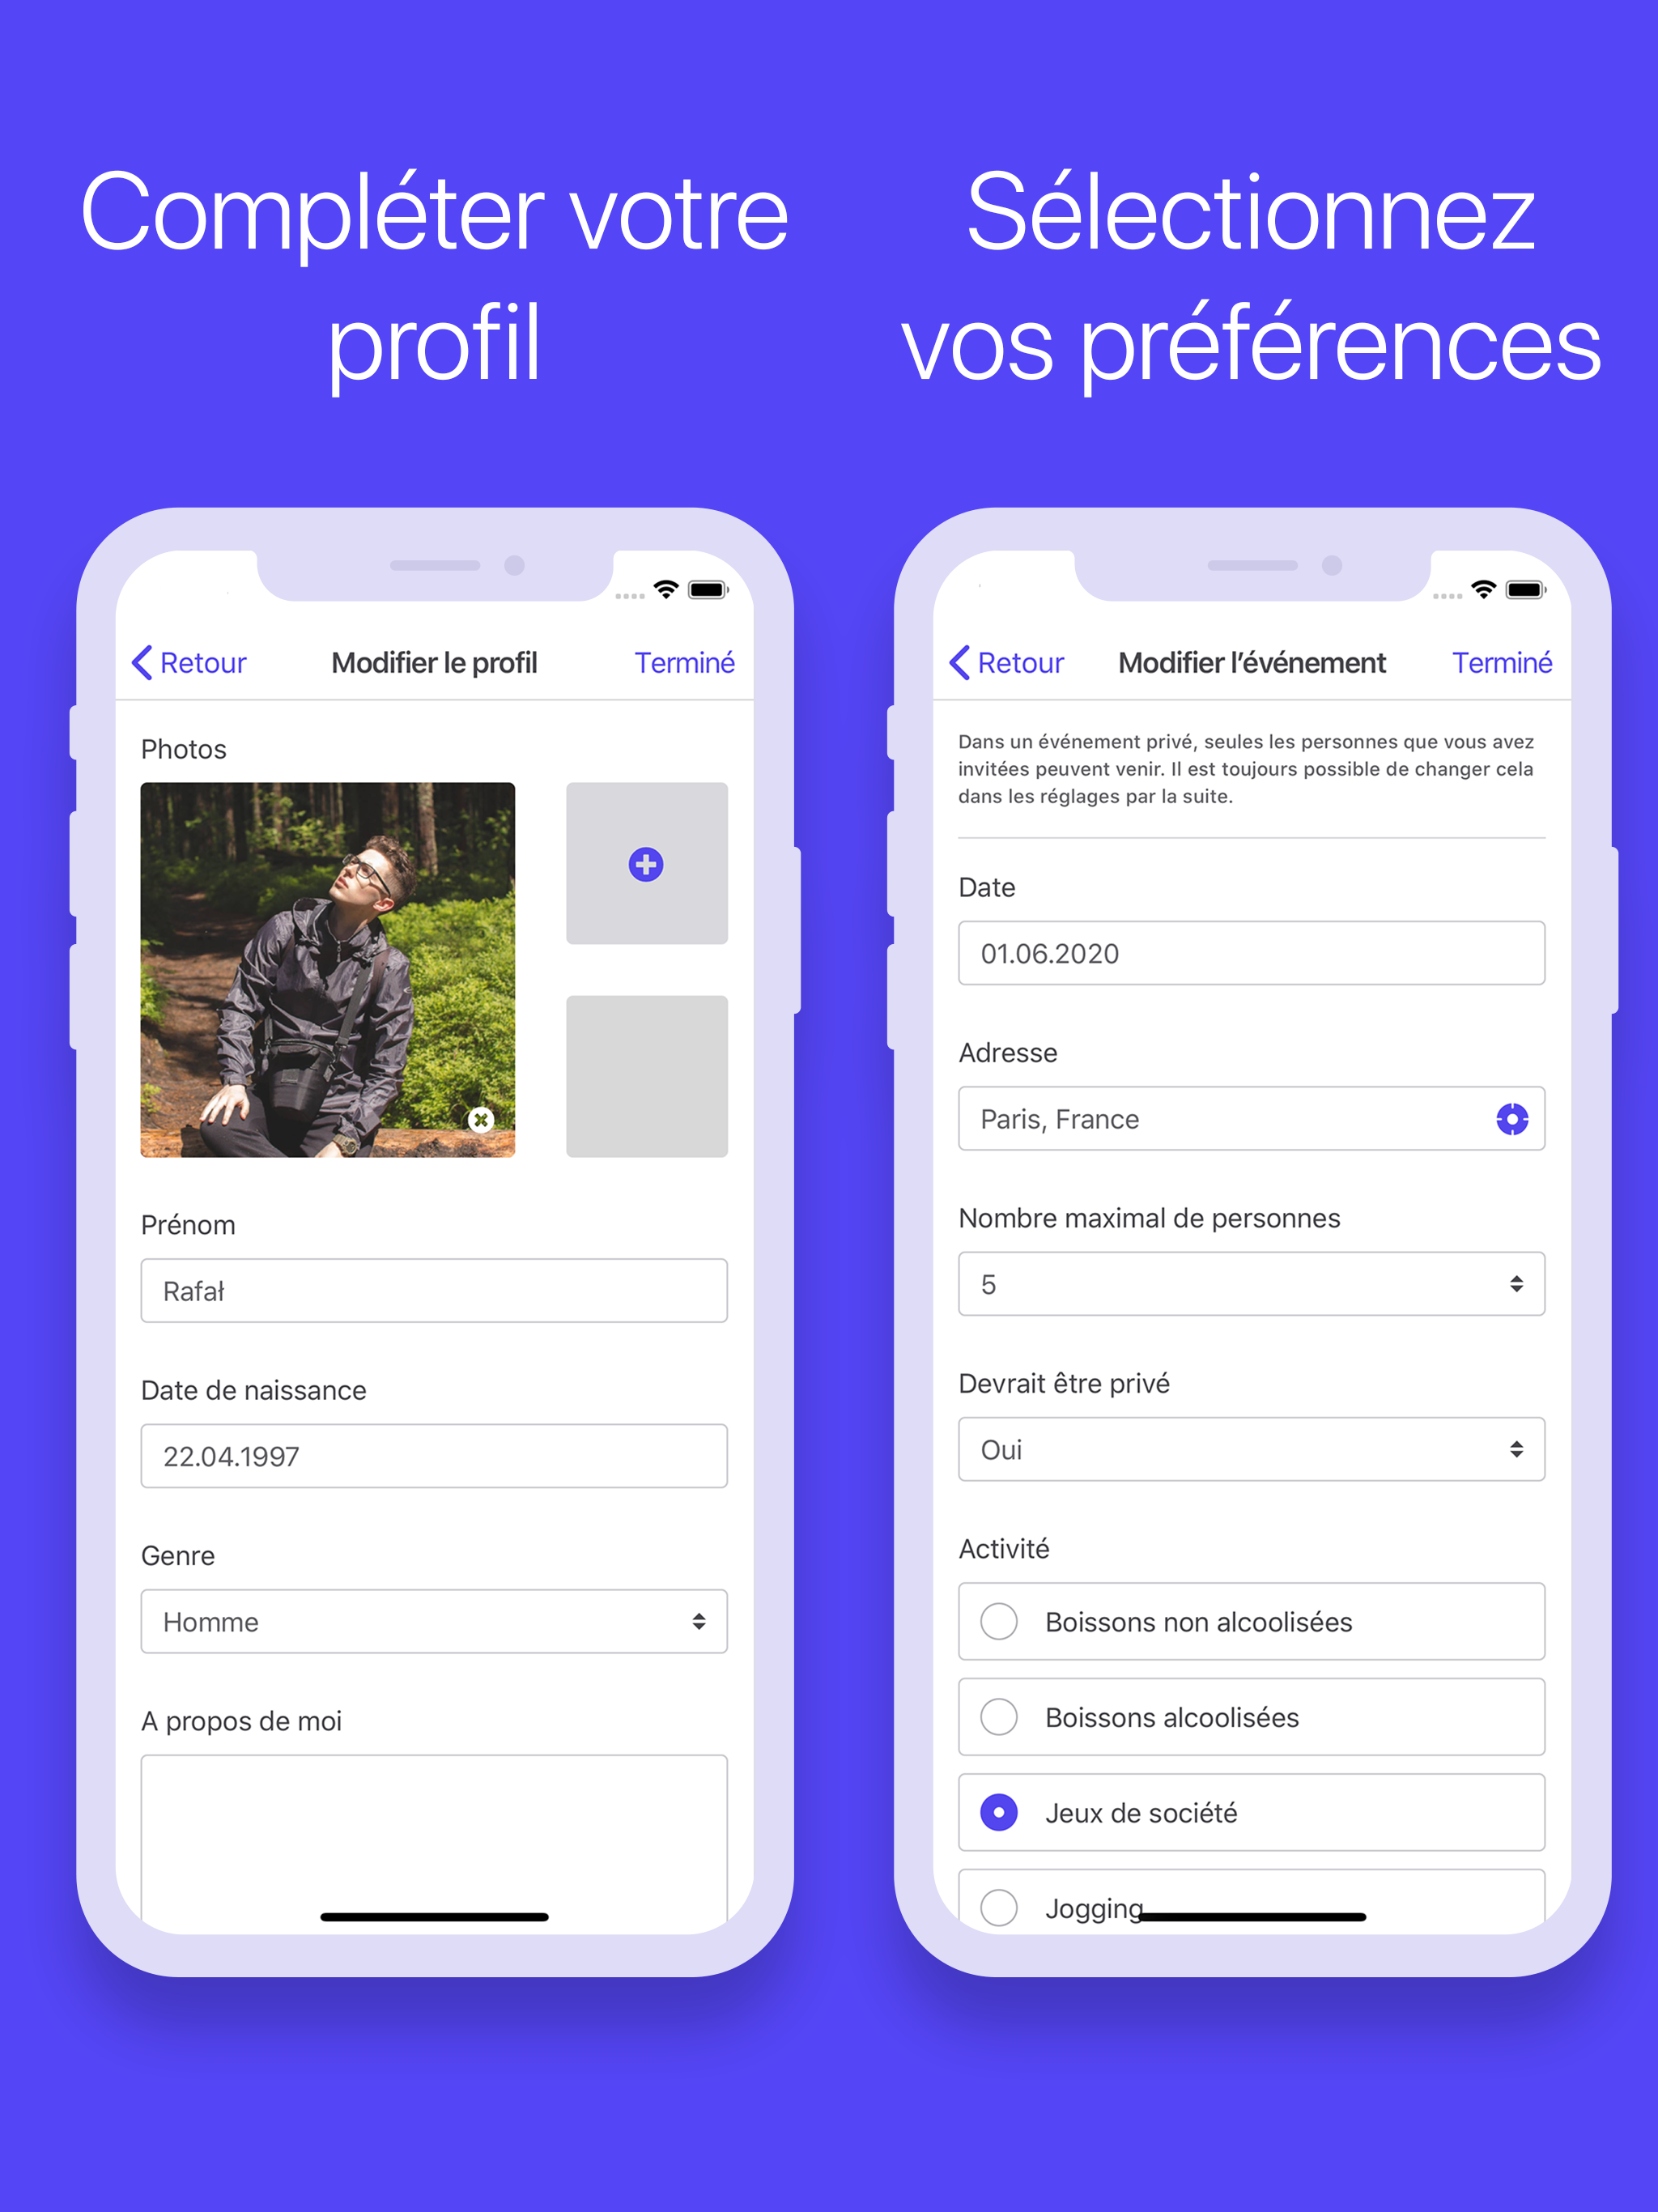 Compléter votre
profil
Sélectionnez
vos préférences
Retour
Modifier le profil
Terminé
Photos
Prénom
Rafał
Date de naissance
22.04.1997
Genre
Homme
A propos de moi
Retour
Modifier l’événement
Terminé
Dans un événement privé, seules les personnes que vous avez
invitées peuvent venir. Il est toujours possible de changer cela
dans les réglages par la suite.
Date
01.06.2020
Adresse
Paris, France
Nombre maximal de personnes
5
Devrait être privé
Oui
Activité
Boissons non alcoolisées
Boissons alcoolisées
Jeux de société
Jogging